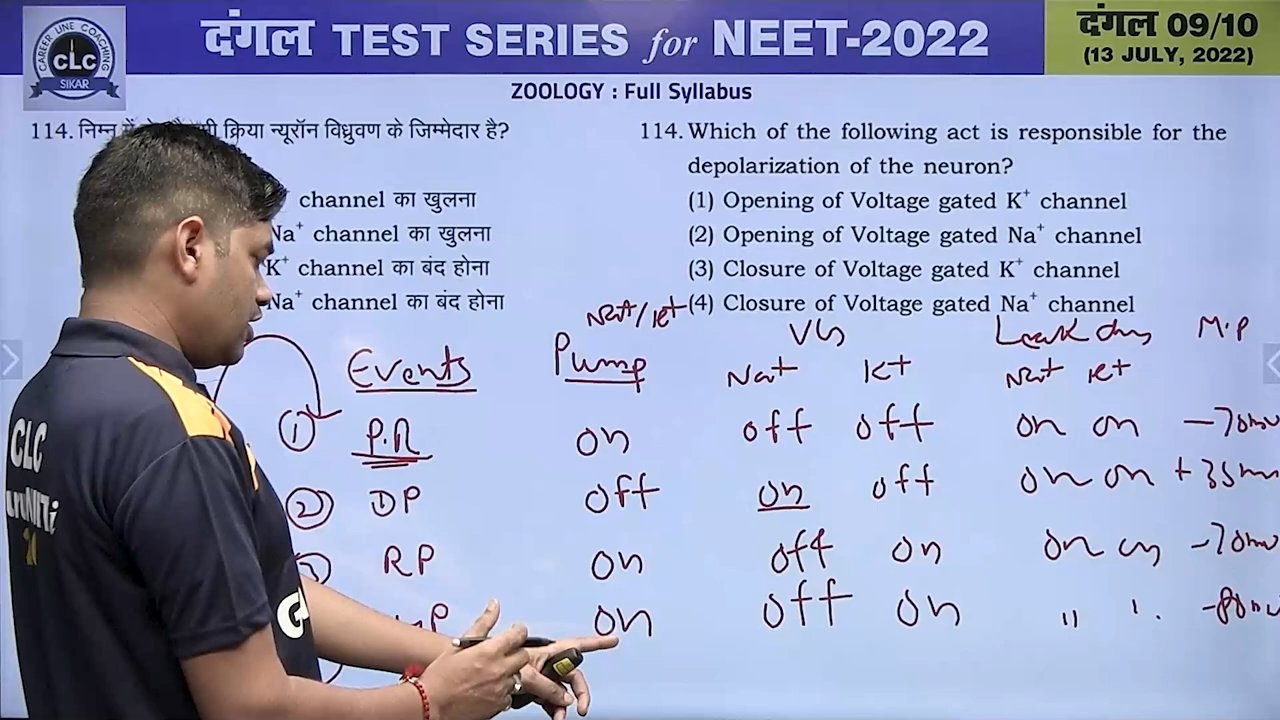 CAREER LINE COACHING
CLC
SIKAR
दंगल TEST SERIES for NEET-2022
दंगल 09/10
(13 JULY, 2022)
ZOOLOGY : Full Syllabus
114. निम्न में क्रिया न्यूरॉन विध्रुवण के जिम्मेदार है?
channel का खुलना
Na⁺ channel का खुलना
K⁺ channel का बंद होना
Na⁺ channel का बंद होना
114. Which of the following act is responsible for the
depolarization of the neuron?
(1) Opening of Voltage gated K⁺ channel
(2) Opening of Voltage gated Na⁺ channel
(3) Closure of Voltage gated K⁺ channel
(4) Closure of Voltage gated Na⁺ channel
Na+/K+ VG Leak M.P
Events Pump Na+ K+ Na+ K+
① P.R on off off on on -70mv
② DP off on off on on +35mv
③ RP on off on on on -70mv
P on off on " " -80mv
CLC